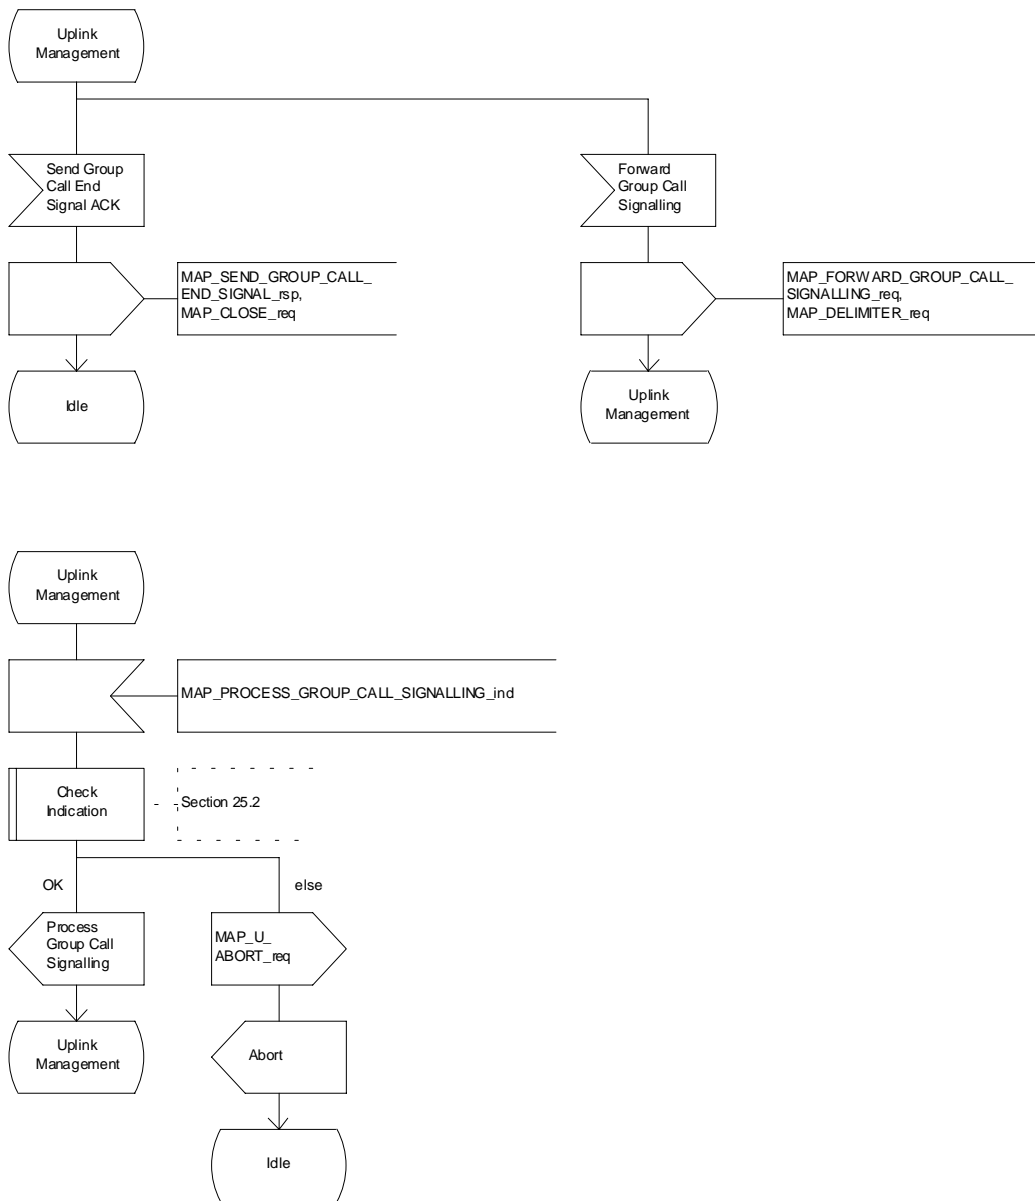 Uplink
Management
Send Group
Call End
Signal ACK
Forward
Group Call
Signalling
MAP_SEND_GROUP_CALL_
END_SIGNAL_rsp,
MAP_CLOSE_req
MAP_FORWARD_GROUP_CALL_
SIGNALLING_req,
MAP_DELIMITER_req
Idle
Uplink
Management
Uplink
Management
MAP_PROCESS_GROUP_CALL_SIGNALLING_ind
Check
Indication
Section 25.2
OK
else
Process
Group Call
Signalling
MAP_U_
ABORT_req
Uplink
Management
Abort
Idle